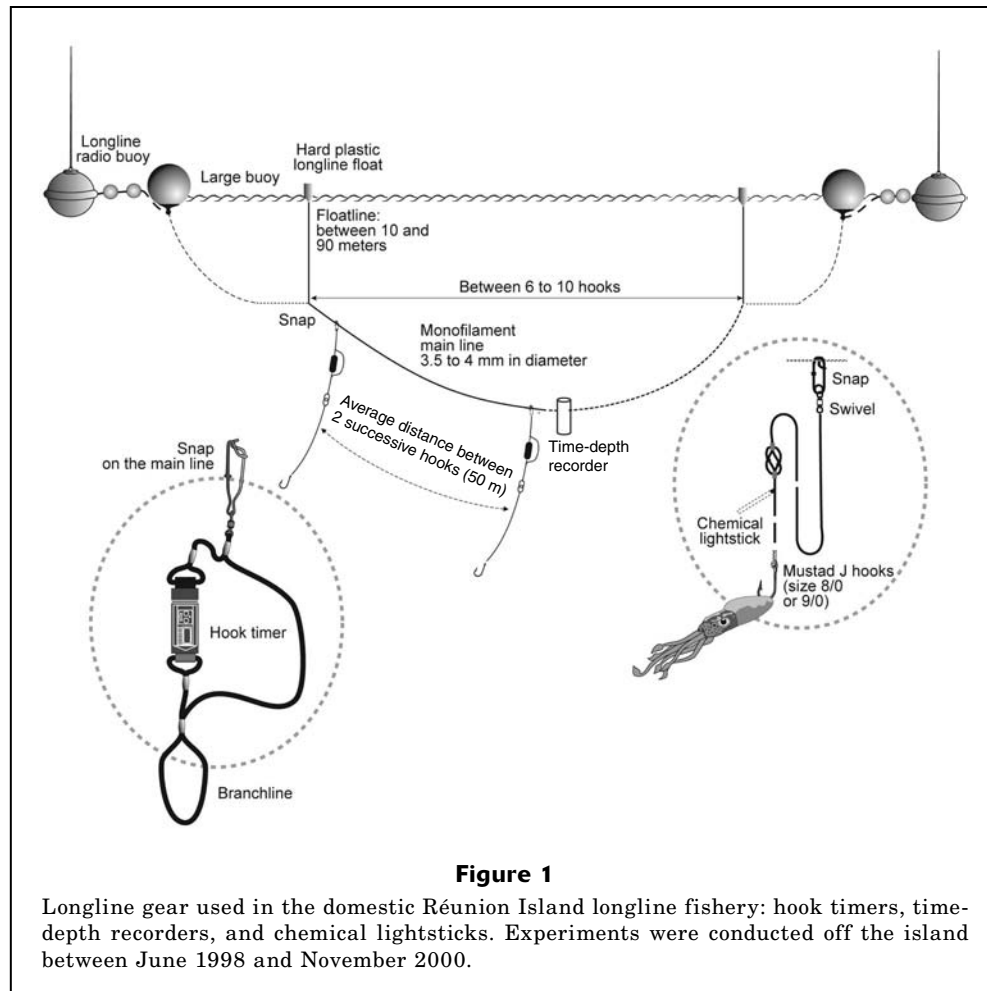 Longline
radio buoy
Large buoy
Hard plastic
longline float
Floatline:
between 10 and
90 meters
Between 6 to 10 hooks
Snap
Monofilament
main line
3.5 to 4 mm in diameter
Average distance between
2 successive hooks (50 m)
Time-depth
recorder
Snap
on the main line
Hook timer
Branchline
Snap
Swivel
Chemical
lightstick
Mustad J hooks
(size 8/0
or 9/0)
Figure 1
Longline gear used in the domestic Réunion Island longline fishery: hook timers, time-
depth recorders, and chemical lightsticks. Experiments were conducted off the island
between June 1998 and November 2000.